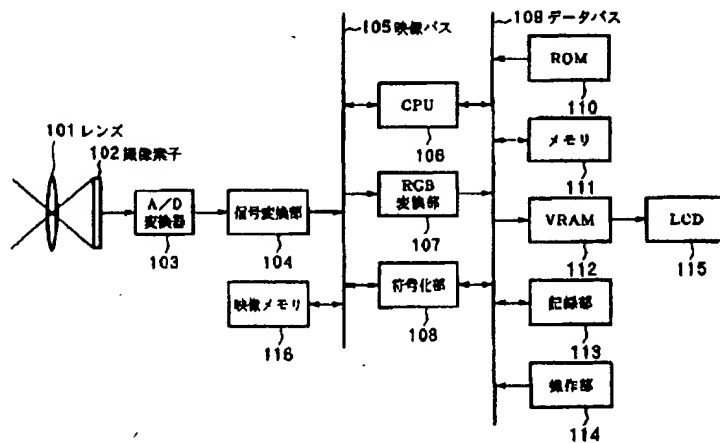 105 映像バス
109 データバス
ROM
110
CPU
106
メモリ
111
101 レンズ
102 撮像素子
A/D
変換器
103
信号変換部
104
RGB
変換部
107
VRAM
112
LCD
115
映像メモリ
116
符号化部
108
記録部
113
操作部
114